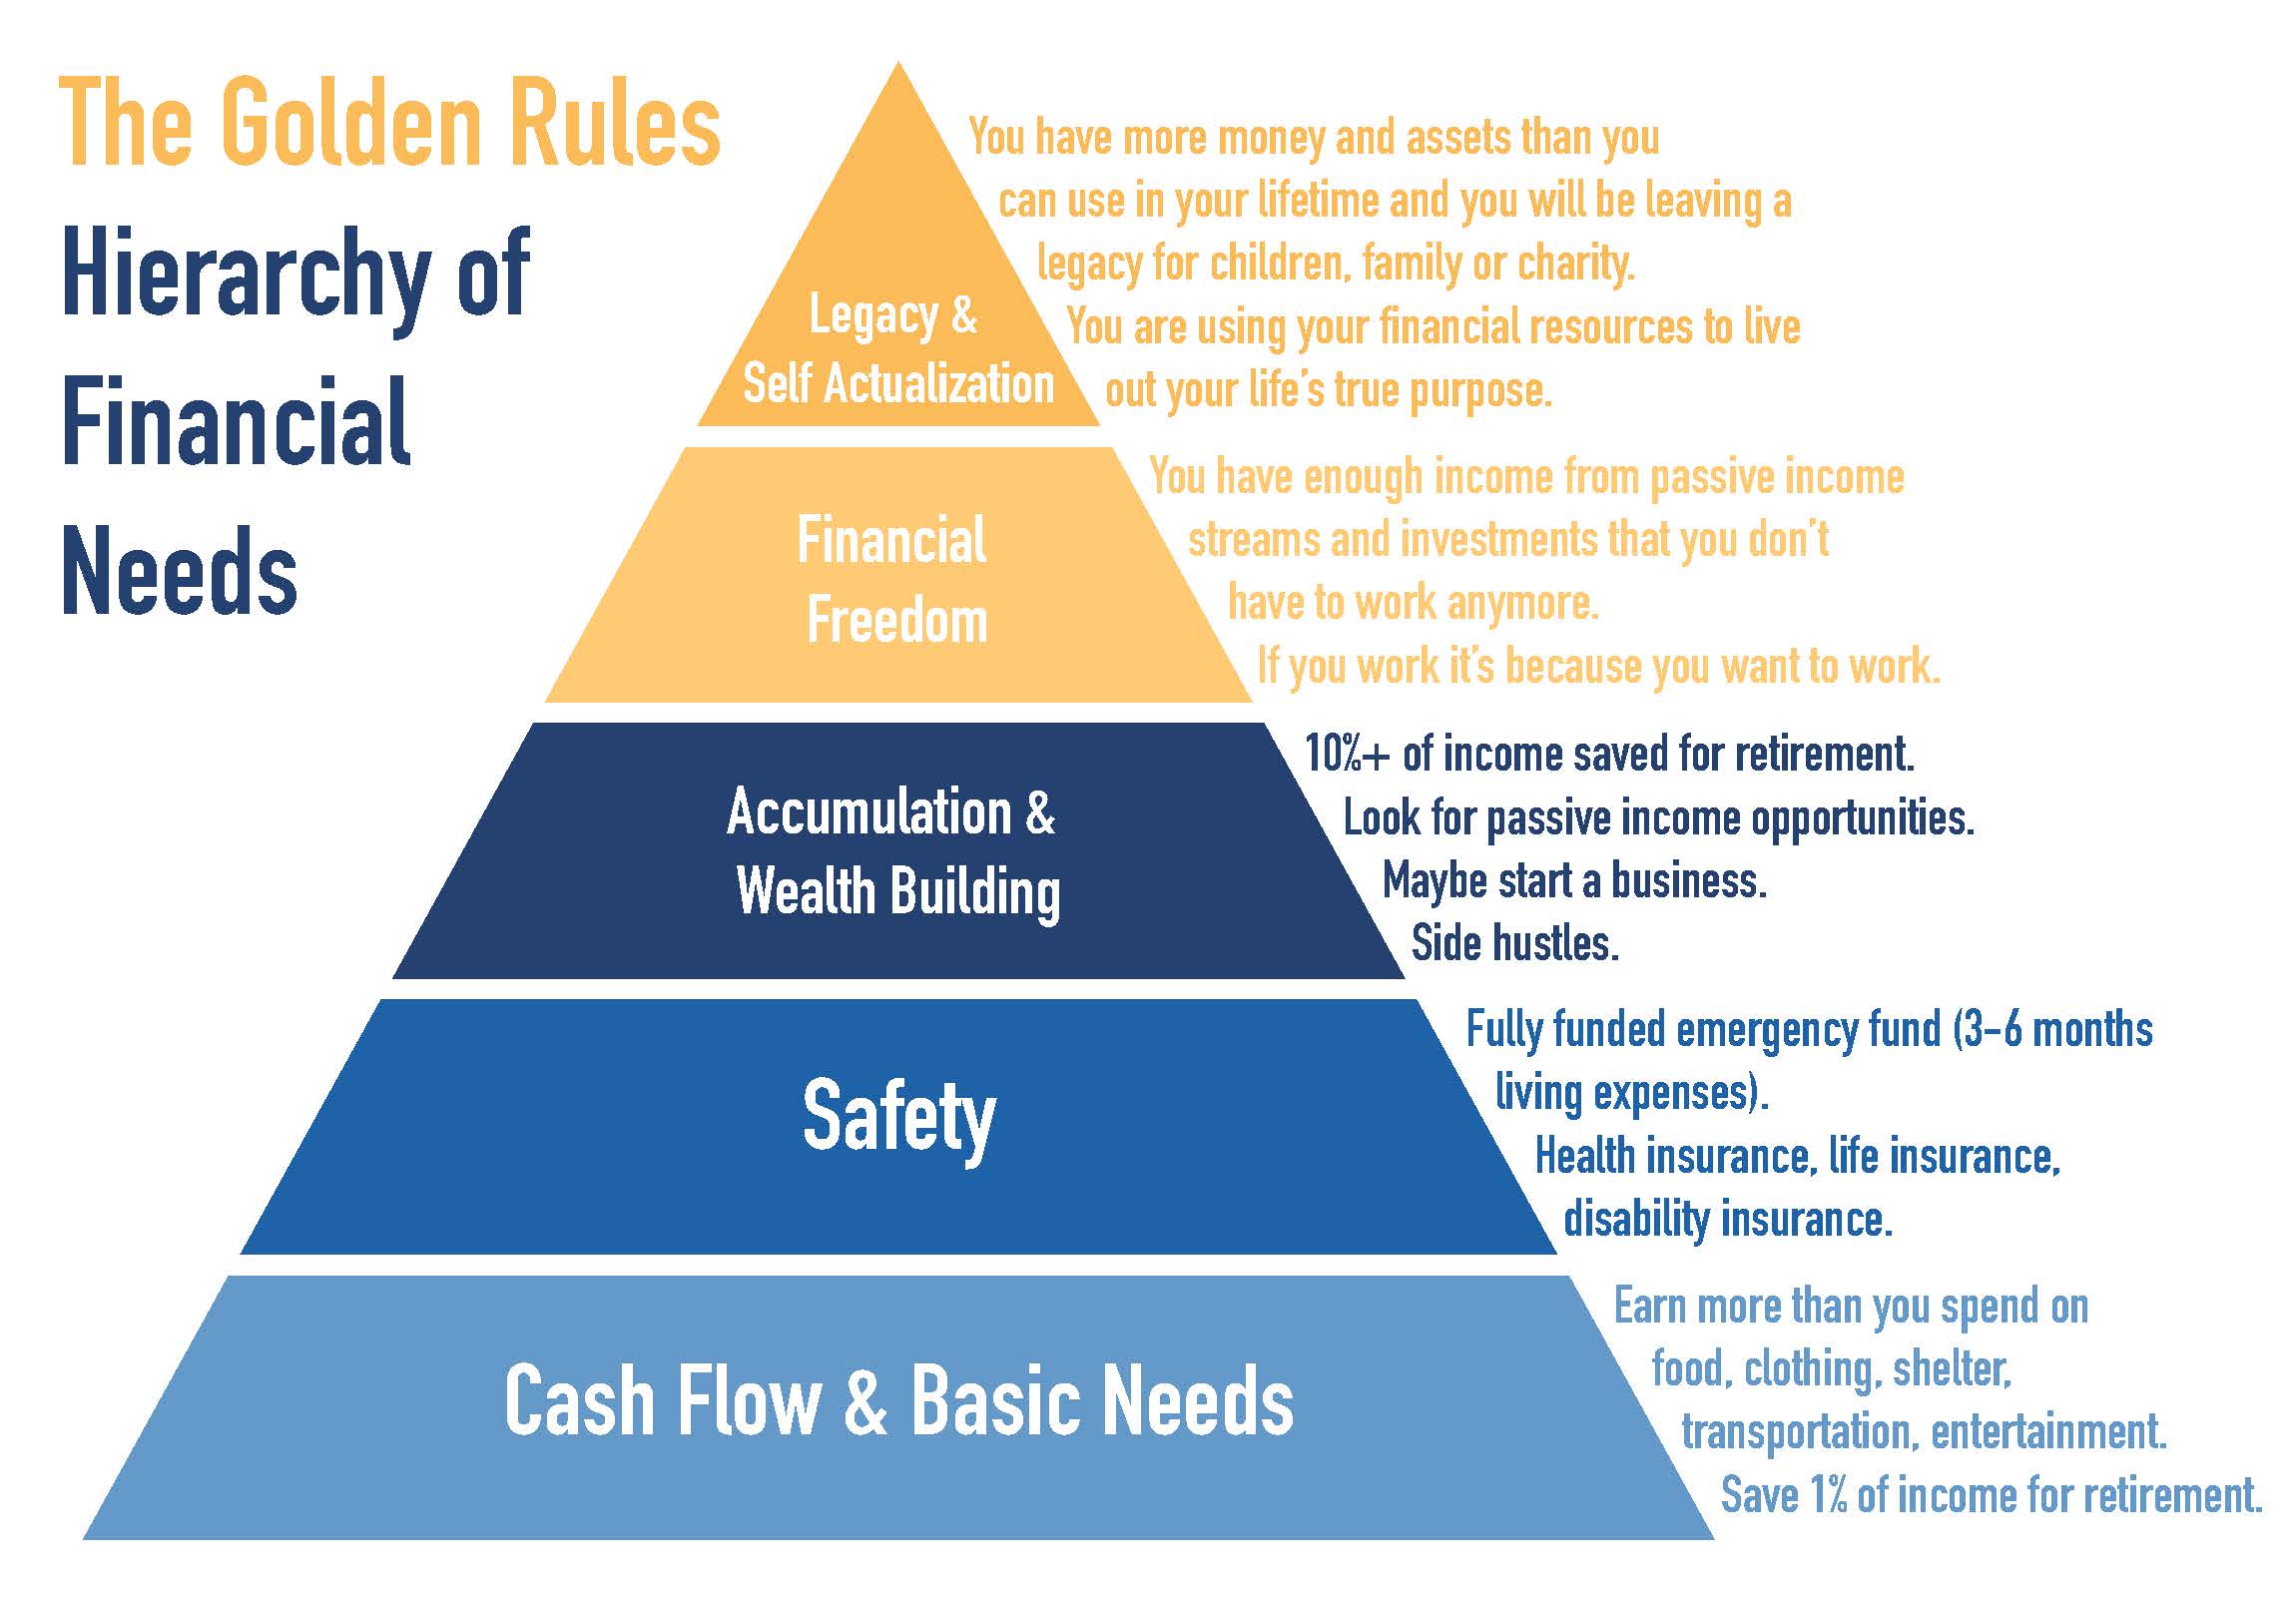 The Golden Rules
Hierarchy of
Financial
Needs
Legacy &
Self Actualization
You have more money and assets than you
can use in your lifetime and you will be leaving a
legacy for children, family or charity.
You are using your financial resources to live
out your life's true purpose.
Financial
Freedom
You have enough income from passive income
streams and investments that you don't
have to work anymore.
If you work it's because you want to work.
Accumulation &
Wealth Building
10%+ of income saved for retirement.
Look for passive income opportunities.
Maybe start a business.
Side hustles.
Safety
Fully funded emergency fund (3-6 months
living expenses).
Health insurance, life insurance,
disability insurance.
Cash Flow & Basic Needs
Earn more than you spend on
food, clothing, shelter,
transportation, entertainment.
Save 1% of income for retirement.